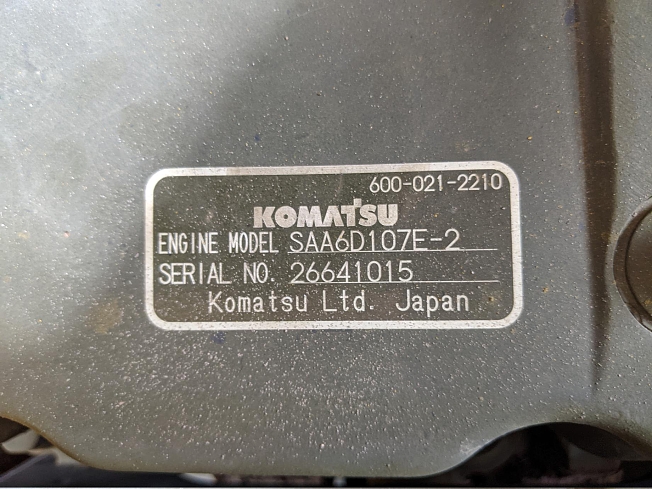 600-021-2210
KOMATSU
ENGINE MODEL SAA6D107E-2
SERIAL NO. 26641015
Komatsu Ltd. Japan